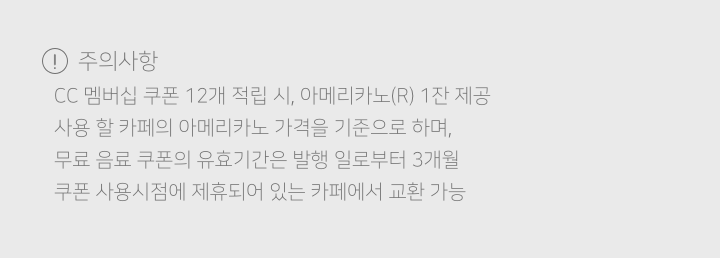 주의사항
CC 멤버십 쿠폰 12개 적립 시, 아메리카노(R) 1잔 제공
사용 할 카페의 아메리카노 가격을 기준으로 하며,
무료 음료 쿠폰의 유효기간은 발행 일로부터 3개월
쿠폰 사용시점에 제휴되어 있는 카페에서 교환 가능